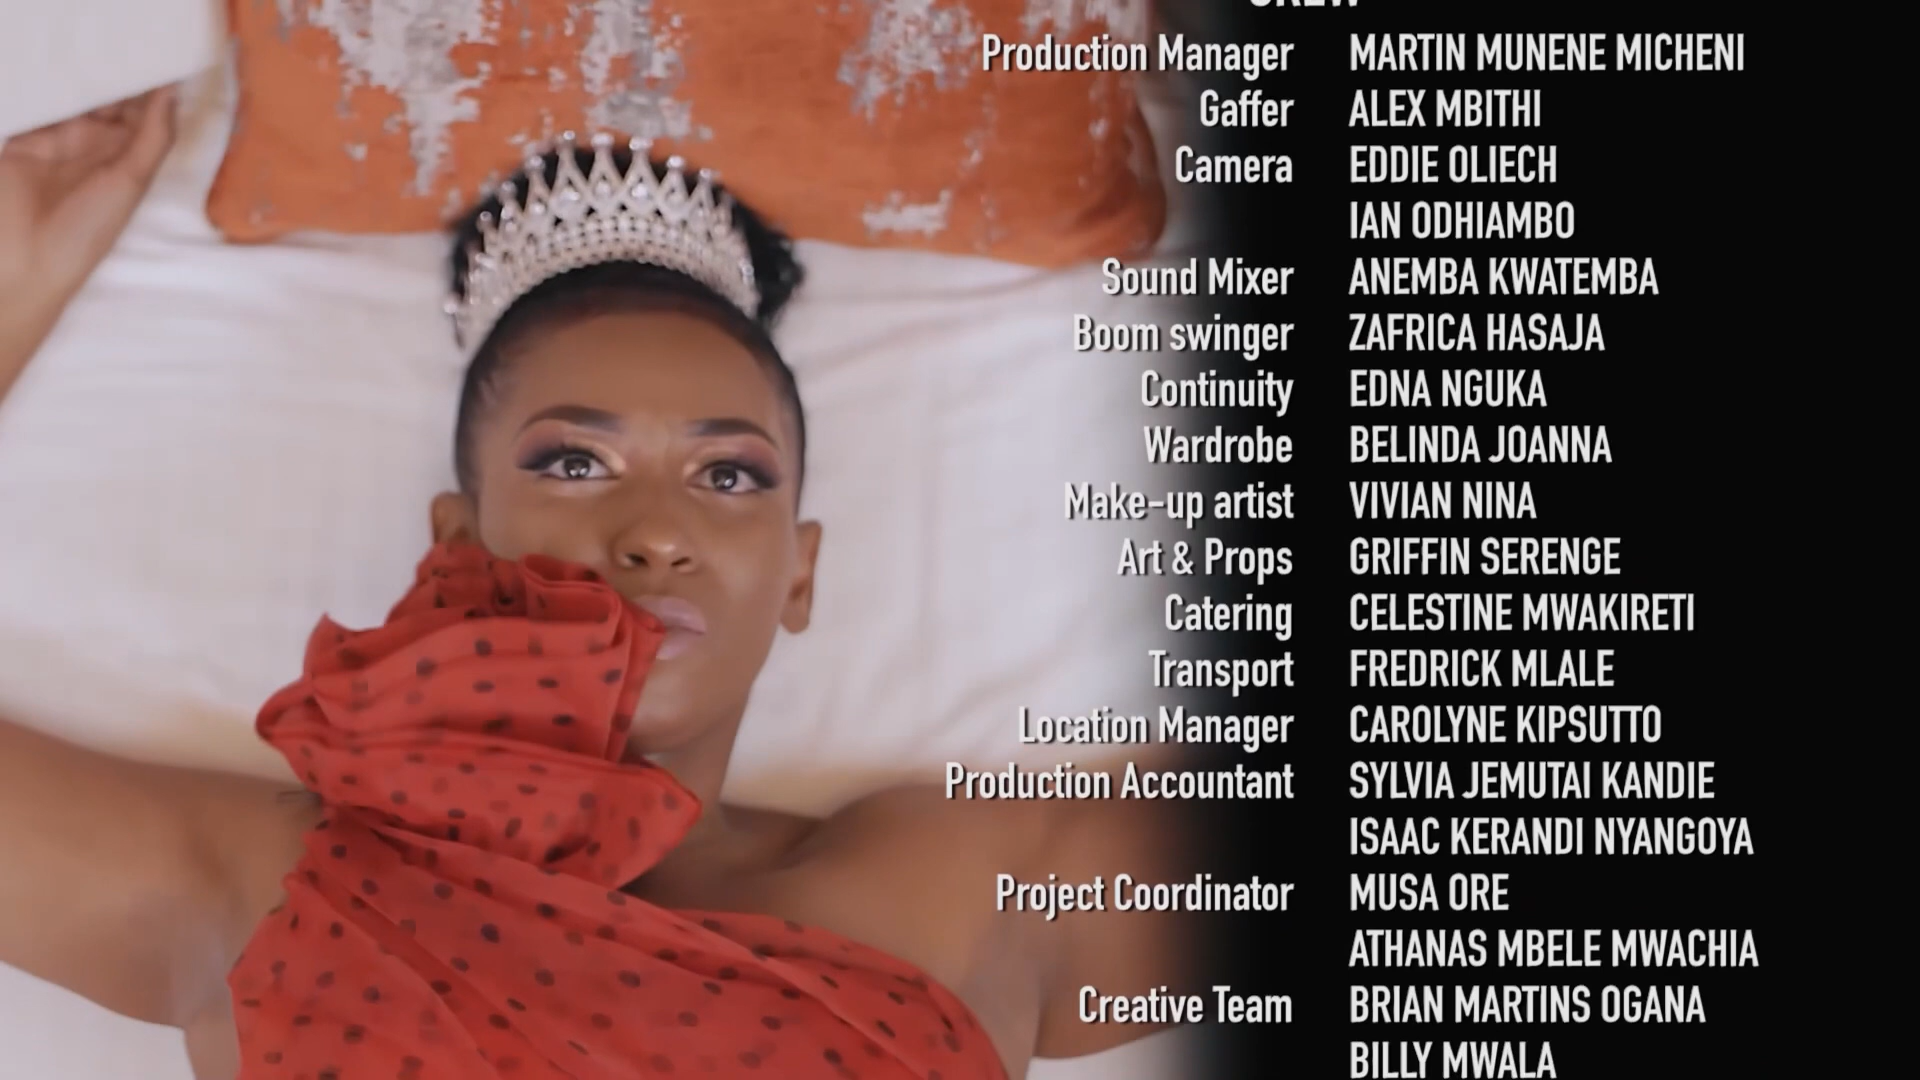 CREW
Production Manager MARTIN MUNENE MICHENI
Gaffer ALEX MBITHI
Camera EDDIE OLIECH
IAN ODHIAMBO
Sound Mixer ANEMBA KWATEMBA
Boom swinger ZAFRICA HASAJA
Continuity EDNA NGUKA
Wardrobe BELINDA JOANNA
Make-up artist VIVIAN NINA
Art & Props GRIFFIN SERENGE
Catering CELESTINE MWAKIRETI
Transport FREDRICK MLALE
Location Manager CAROLYNE KIPSUTTO
Production Accountant SYLVIA JEMUTAI KANDIE
ISAAC KERANDI NYANGOYA
Project Coordinator MUSA ORE
ATHANAS MBELE MWACHIA
Creative Team BRIAN MARTINS OGANA
BILLY MWALA